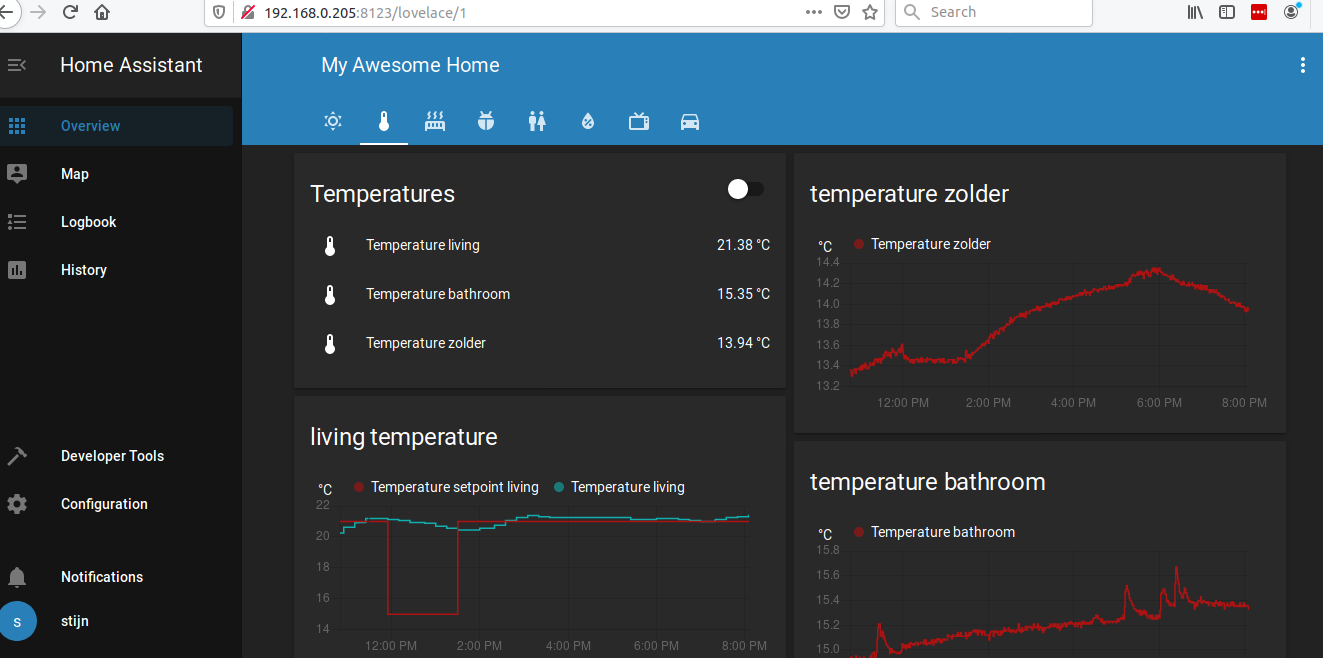 192.168.0.205:8123/lovelace/1
Search
Home Assistant
My Awesome Home
Overview
Map
Logbook
History
Developer Tools
Configuration
Notifications
s
stijn
Temperatures
Temperature living 21.38 °C
Temperature bathroom 15.35 °C
Temperature zolder 13.94 °C
living temperature
°C Temperature setpoint living Temperature living
22
20
18
16
14
12:00 PM 2:00 PM 4:00 PM 6:00 PM 8:00 PM
temperature zolder
°C Temperature zolder
14.4
14.2
14.0
13.8
13.6
13.4
13.2
12:00 PM 2:00 PM 4:00 PM 6:00 PM 8:00 PM
temperature bathroom
°C Temperature bathroom
15.8
15.6
15.4
15.2
15.0